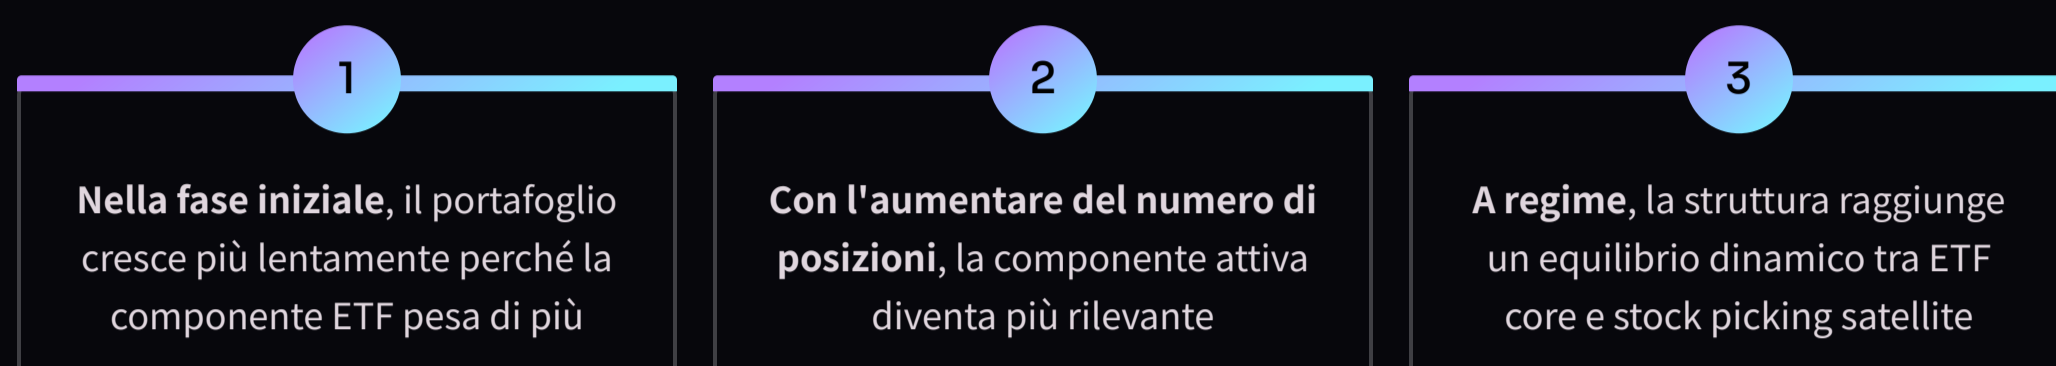 1
Nella fase iniziale, il portafoglio
cresce più lentamente perché la
componente ETF pesa di più
2
Con l'aumentare del numero di
posizioni, la componente attiva
diventa più rilevante
3
A regime, la struttura raggiunge
un equilibrio dinamico tra ETF
core e stock picking satellite